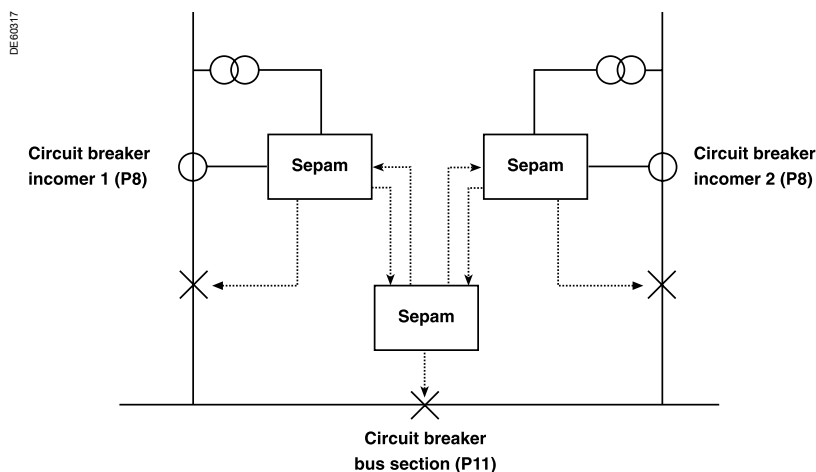 DE60317
Circuit breaker
incomer 1 (P8)
Sepam
Sepam
Circuit breaker
incomer 2 (P8)
Sepam
Circuit breaker
bus section (P11)